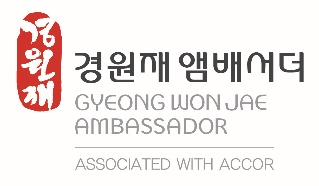 경원재
경원재 앰배서더
GYEONG WON JAE
AMBASSADOR
ASSOCIATED WITH ACCOR